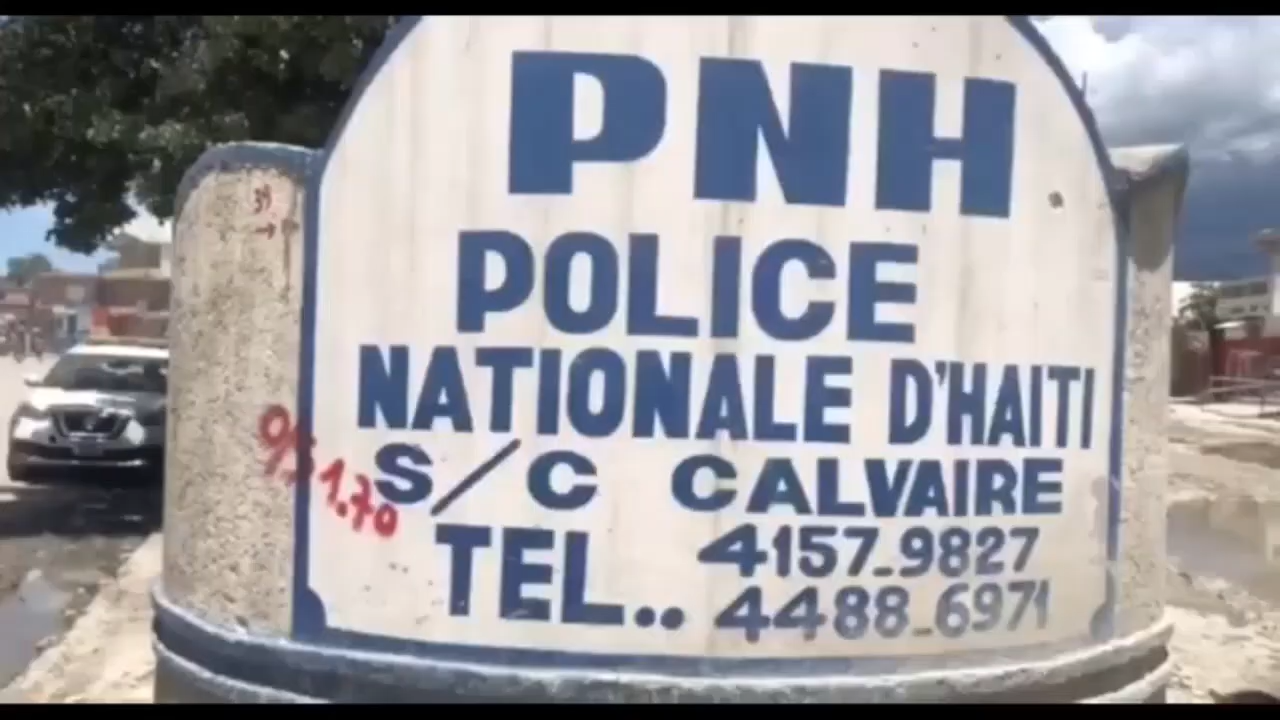 PNH
POLICE
NATIONALE D'HAITI
S/C CALVAIRE
TEL.. 4157-9827
4488-6971